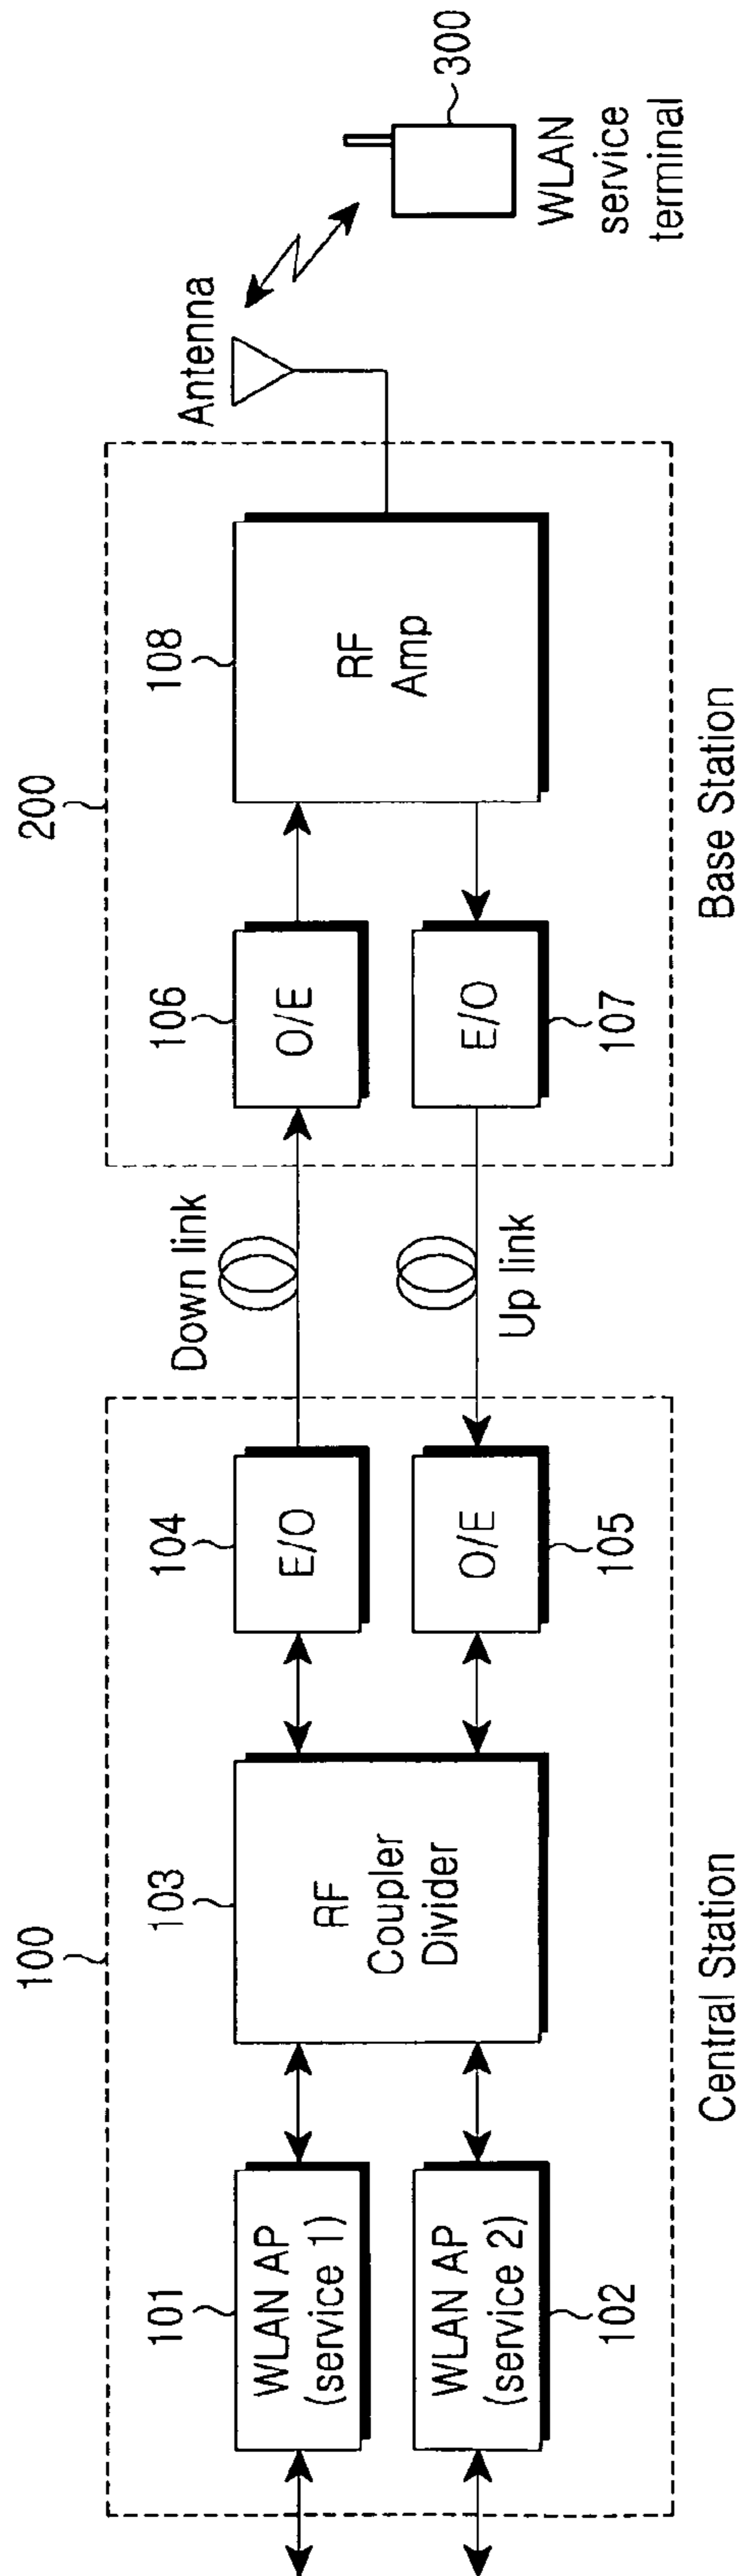 100
101
WLAN AP
(service 1)
WLAN AP
(service 2)
102
103
RF
Coupler
Divider
104
E/O
O/E
105
Central Station
Down link
Up link
200
106
O/E
E/O
107
108
RF
Amp
Base Station
Antenna
300
WLAN
service
terminal